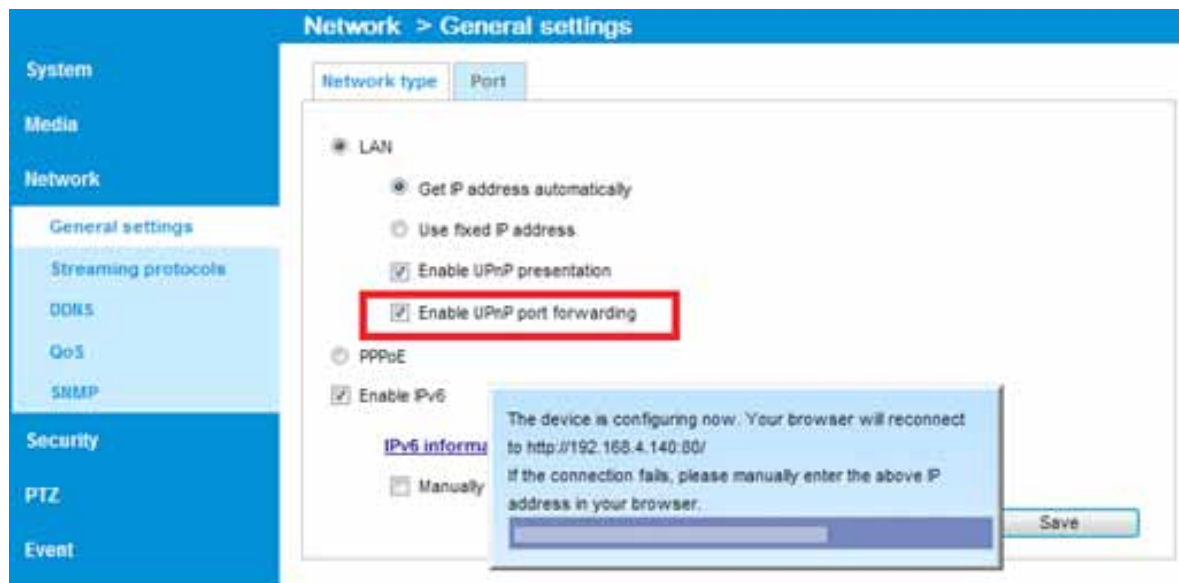 Network > General settings
System
Media
Network
General settings
Streaming protocols
DDNS
QoS
SNMP
Security
PTZ
Event
Network type Port
LAN
Get IP address automatically
Use fixed IP address
Enable UPnP presentation
Enable UPnP port forwarding
PPPoE
Enable IPv6
IPv6 informa
Manually
The device is configuring now. Your browser will reconnect
to http://192.168.4.140:80/
If the connection fails, please manually enter the above IP
address in your browser.
Save